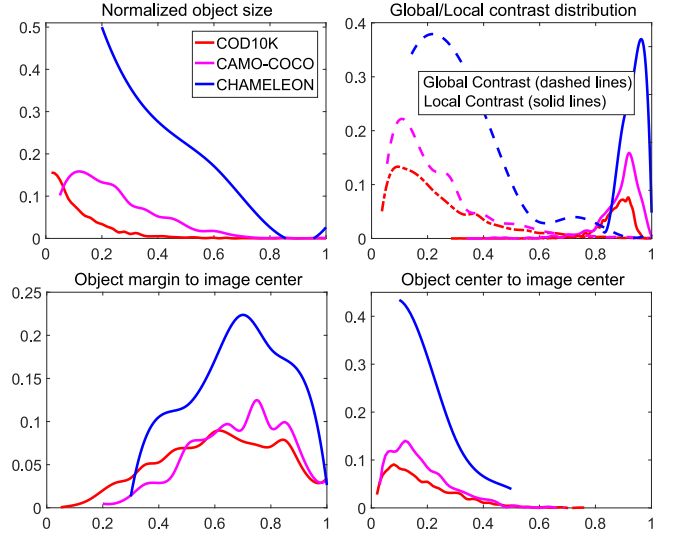 Normalized object size
0.5
0.4
0.3
0.2
0.1
0
0 0.2 0.4 0.6 0.8 1
COD10K
CAMO-COCO
CHAMELEON
Global/Local contrast distribution
0.4
0.3
0.2
0.1
0
0 0.2 0.4 0.6 0.8 1
Global Contrast (dashed lines)
Local Contrast (solid lines)
Object margin to image center
0.25
0.2
0.15
0.1
0.05
0
0 0.2 0.4 0.6 0.8 1
Object center to image center
0.4
0.3
0.2
0.1
0
0 0.2 0.4 0.6 0.8 1